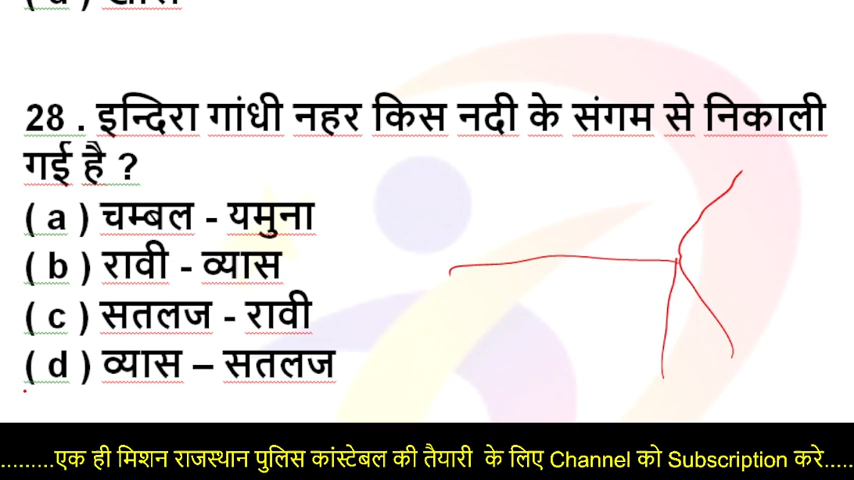 28 . इन्दिरा गांधी नहर किस नदी के संगम से निकाली
गई है ?
( a ) चम्बल - यमुना
( b ) रावी - व्यास
( c ) सतलज - रावी
( d ) व्यास – सतलज
.........एक ही मिशन राजस्थान पुलिस कांस्टेबल की तैयारी के लिए Channel को Subscription करे.....